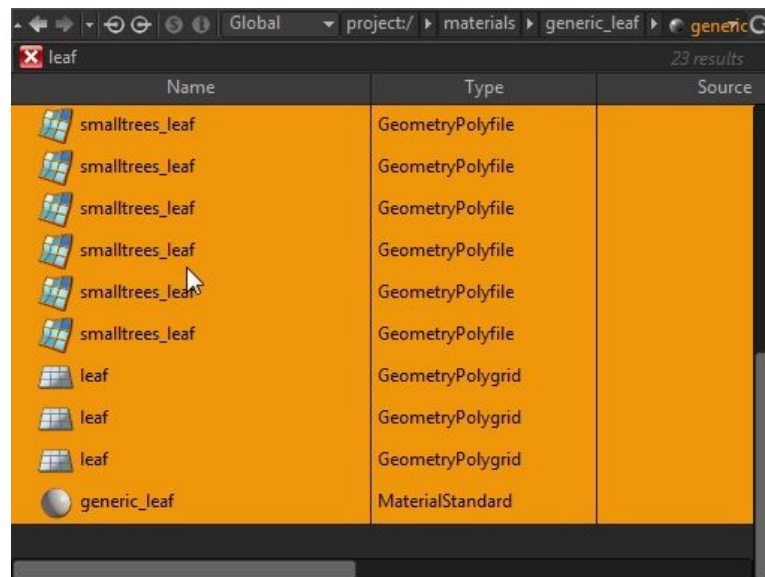 Global project:/ materials generic_leaf generic
leaf 23 results
Name Type Source
smalltrees_leaf GeometryPolyfile
smalltrees_leaf GeometryPolyfile
smalltrees_leaf GeometryPolyfile
smalltrees_leaf GeometryPolyfile
smalltrees_leaf GeometryPolyfile
smalltrees_leaf GeometryPolyfile
leaf GeometryPolygrid
leaf GeometryPolygrid
leaf GeometryPolygrid
generic_leaf MaterialStandard